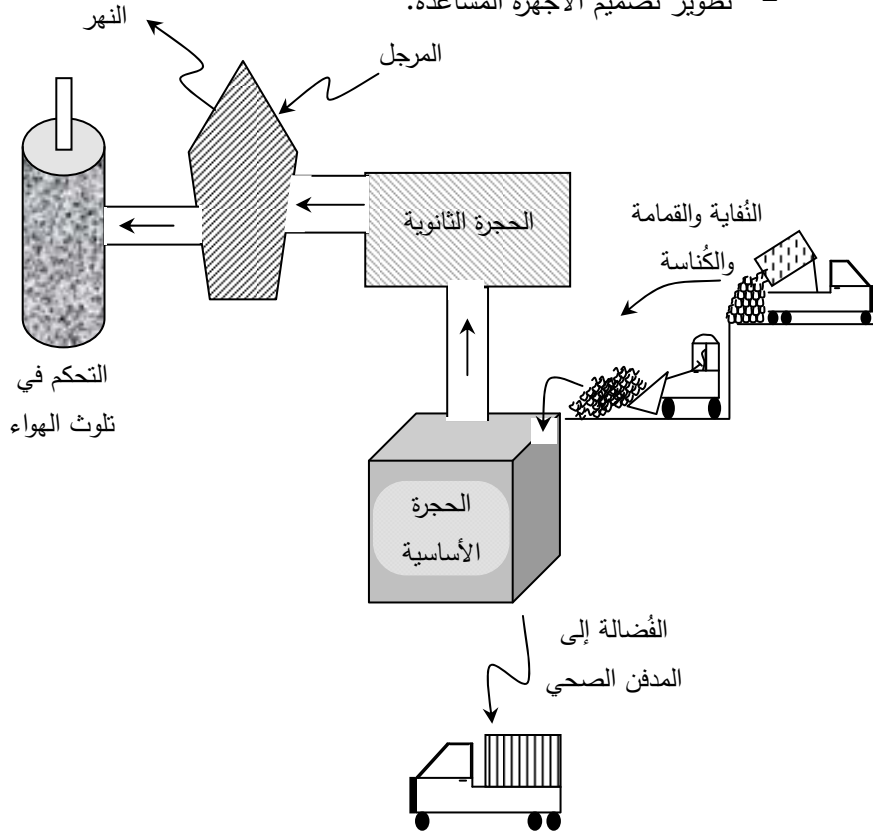 - تطوير تصميم الأجهزة المساعدة.
النهر
المرجل
الحجرة الثانوية
النُفاية والقمامة
والكُناسة
التحكم في
تلوث الهواء
الحجرة
الأساسية
الفُضالة إلى
المدفن الصحي